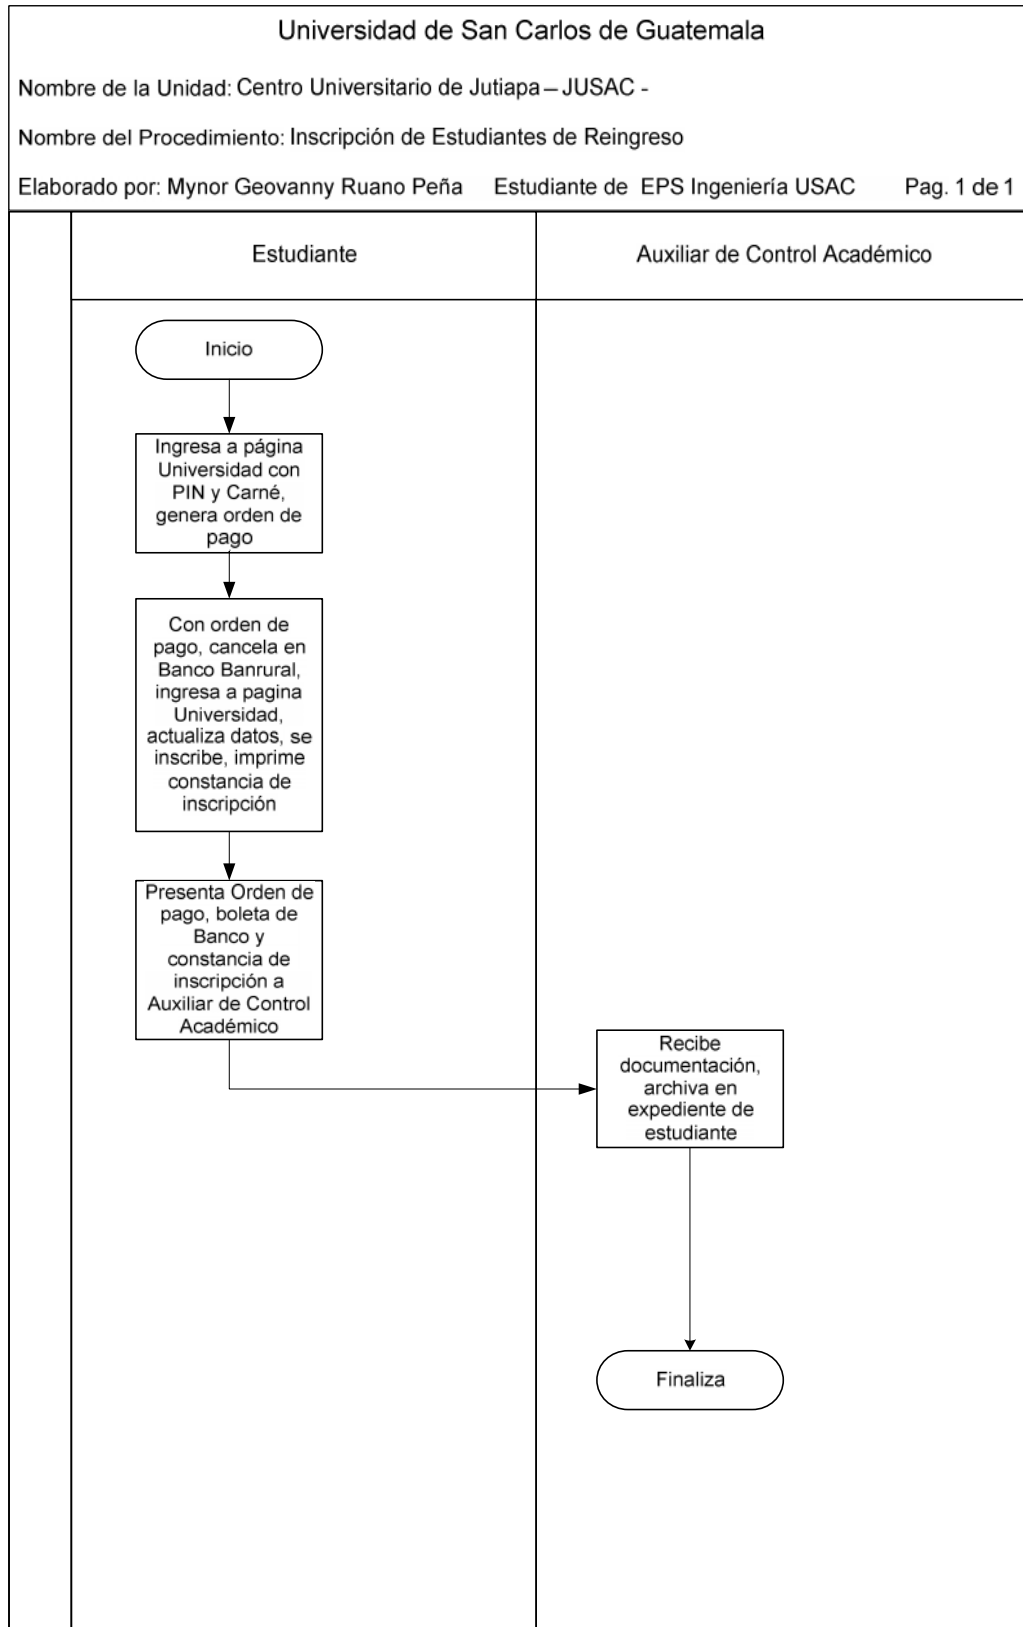 Universidad de San Carlos de Guatemala
Nombre de la Unidad: Centro Universitario de Jutiapa – JUSAC -
Nombre del Procedimiento: Inscripción de Estudiantes de Reingreso
Elaborado por: Mynor Geovanny Ruano Peña Estudiante de EPS Ingeniería USAC Pag. 1 de 1
Estudiante
Auxiliar de Control Académico
Inicio
Ingresa a página
Universidad con
PIN y Carné,
genera orden de
pago
Con orden de
pago, cancela en
Banco Banrural,
ingresa a pagina
Universidad,
actualiza datos, se
inscribe, imprime
constancia de
inscripción
Presenta Orden de
pago, boleta de
Banco y
constancia de
inscripción a
Auxiliar de Control
Académico
Recibe
documentación,
archiva en
expediente de
estudiante
Finaliza